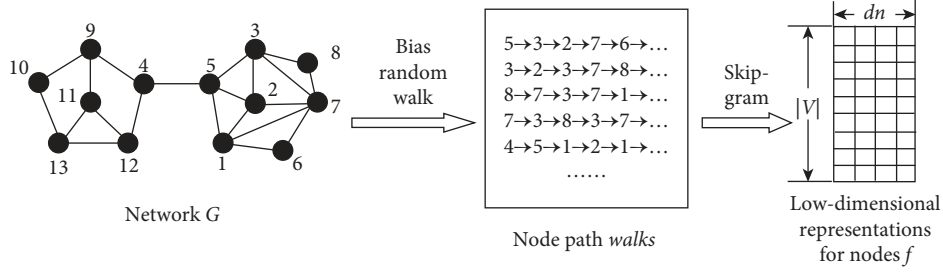 9
10
11
13
12
4
5
3
8
2
7
1
6
Network G
Bias
random
walk
5→3→2→7→6→...
3→2→3→7→8→...
8→7→3→7→1→...
7→3→8→3→7→...
4→5→1→2→1→...
......
Node path walks
Skip-
gram
dn
|V|
Low-dimensional
representations
for nodes f